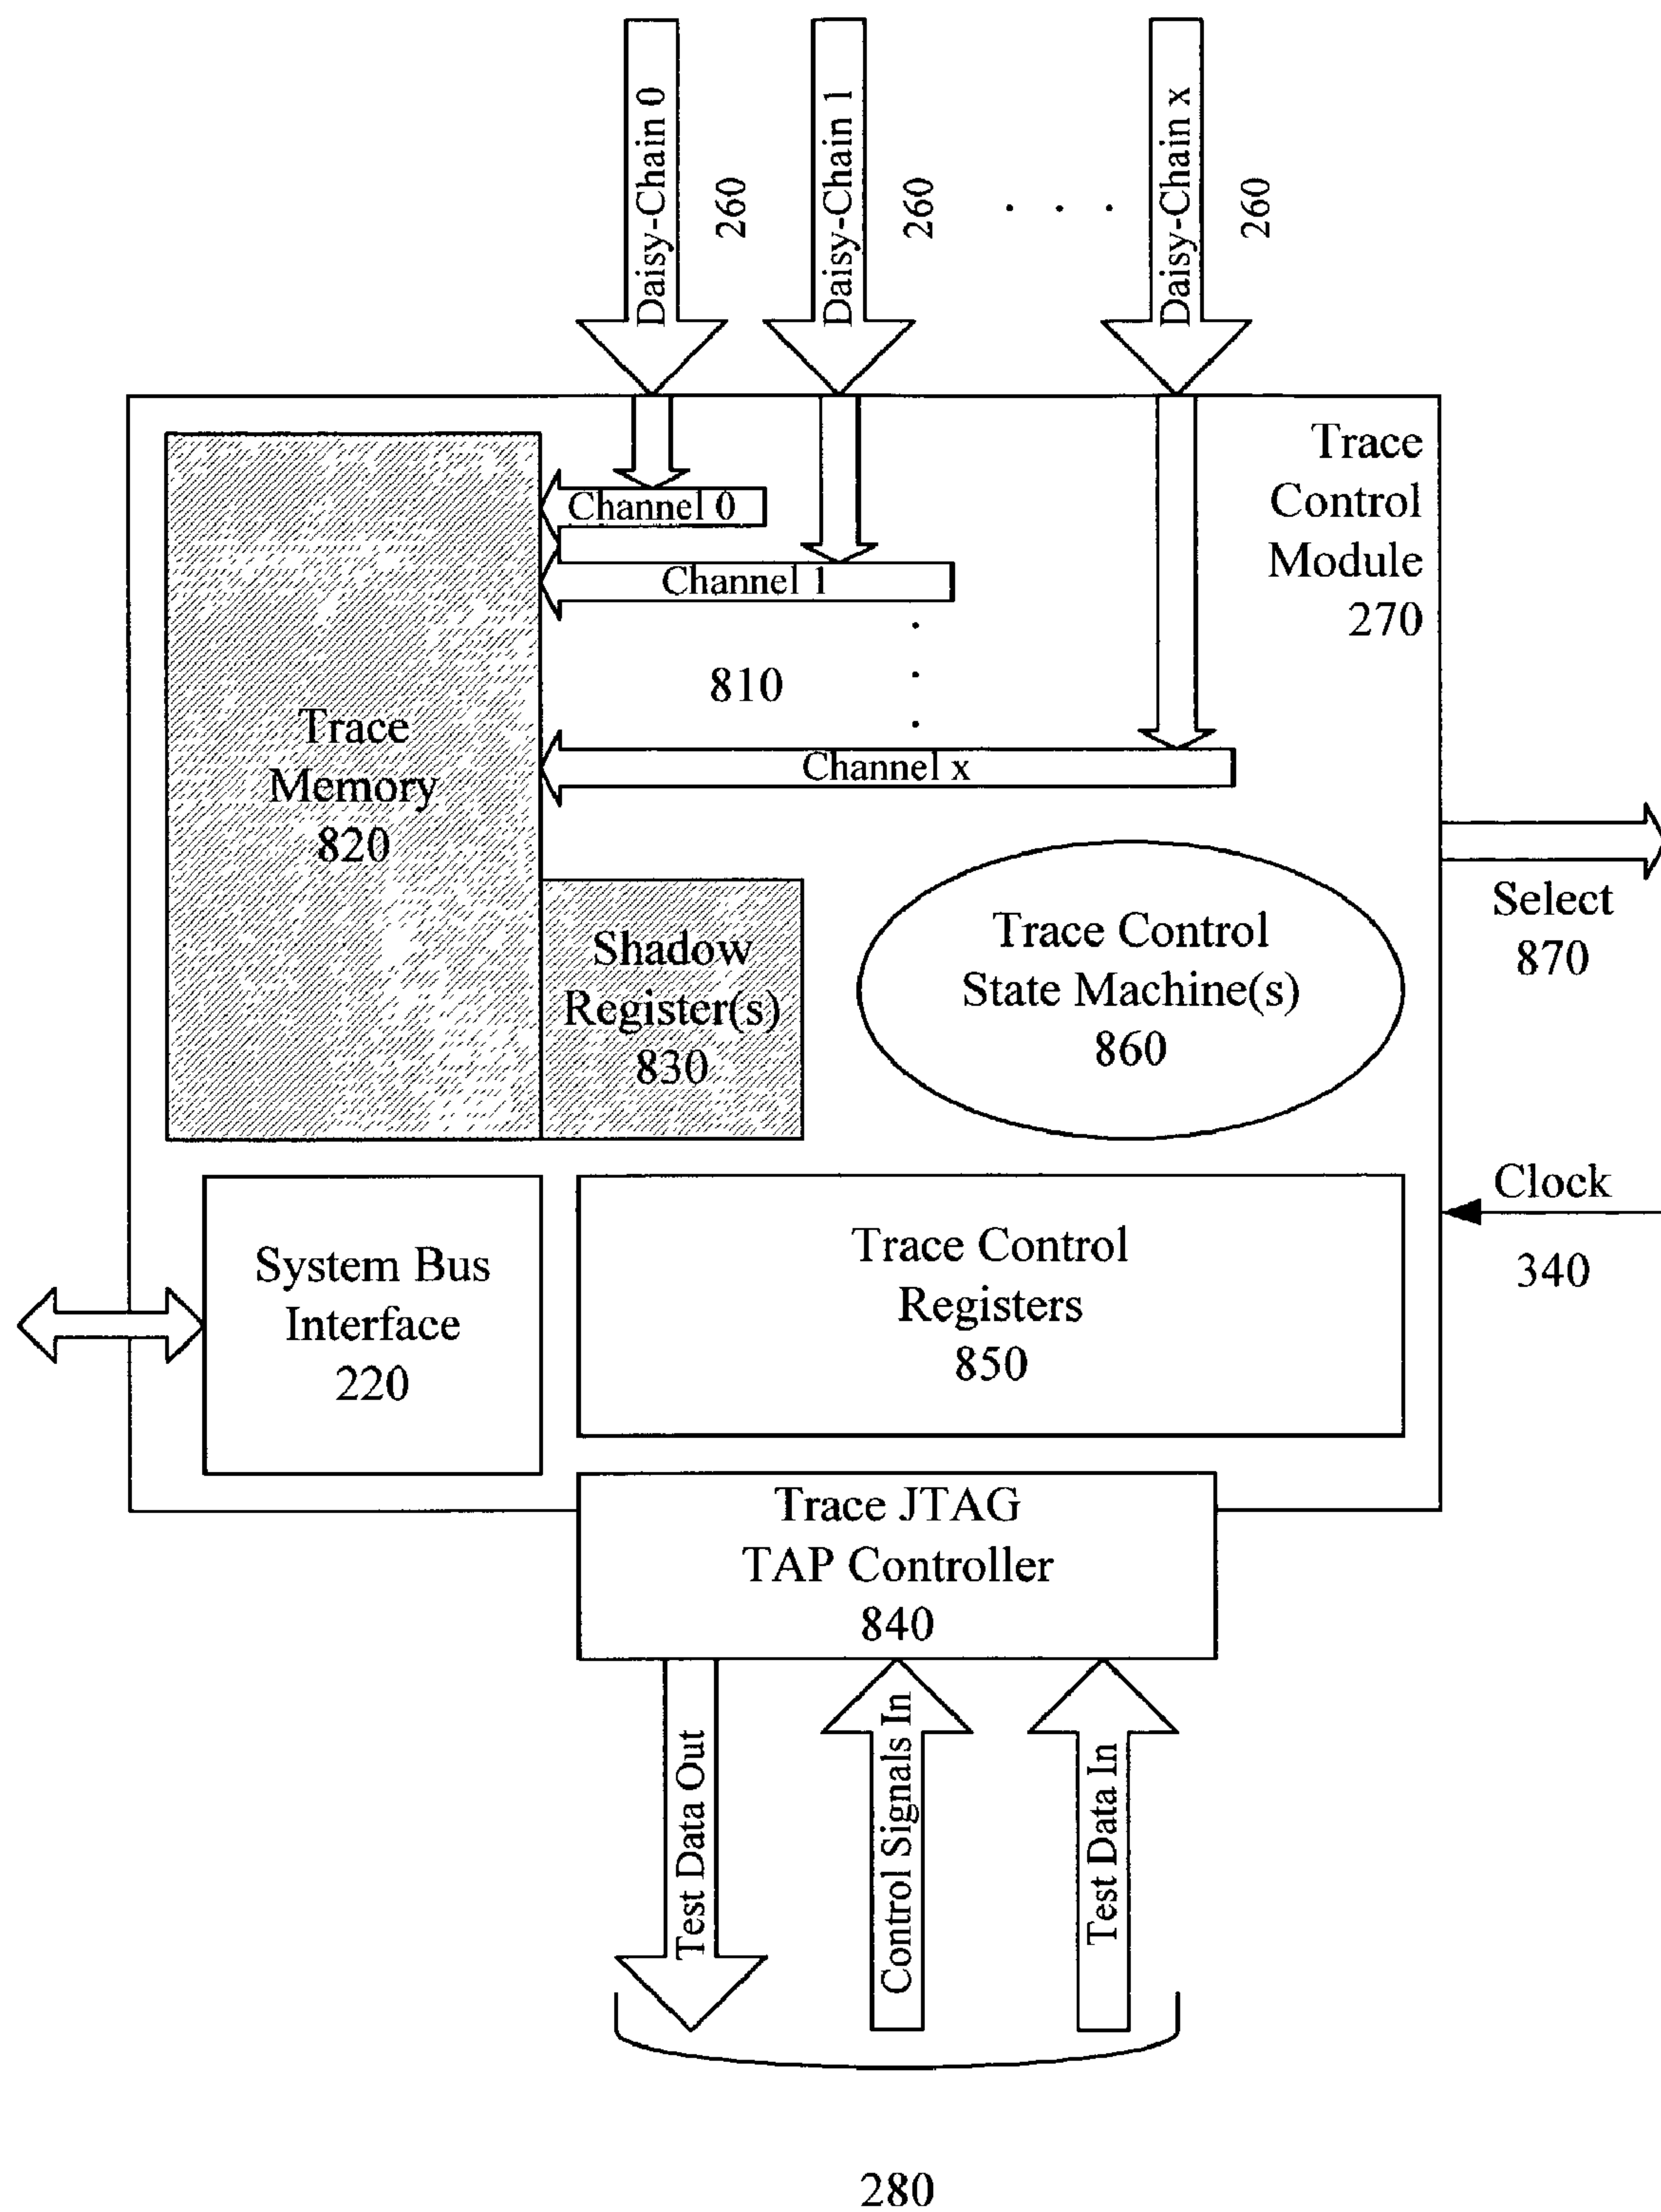 Daisy-Chain 0
260
Daisy-Chain 1
260
. . .
Daisy-Chain x
260
Trace
Control
Module
270
Channel 0
Channel 1
810
Channel x
Trace
Memory
820
Shadow
Register(s)
830
Trace Control
State Machine(s)
860
Select
870
Clock
340
System Bus
Interface
220
Trace Control
Registers
850
Trace JTAG
TAP Controller
840
Test Data Out
Control Signals In
Test Data In
280